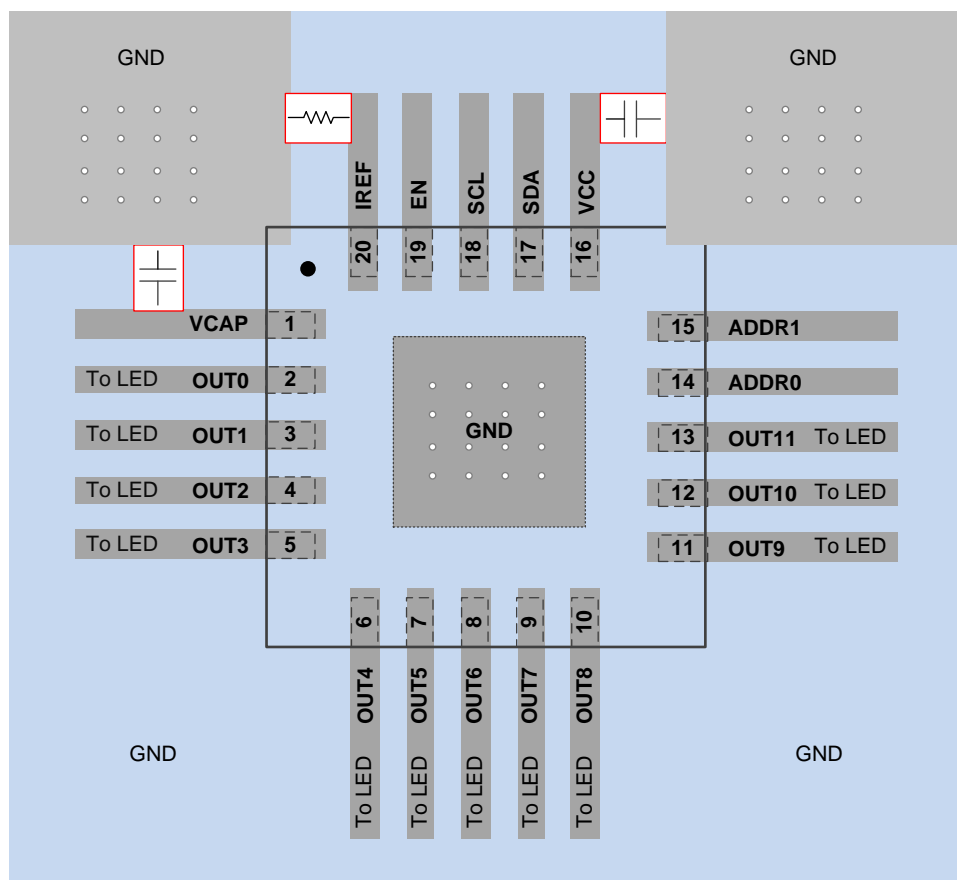 GND
GND
IREF
EN
SCL
SDA
VCC
20
19
18
17
16
VCAP 1
15 ADDR1
To LED OUT0 2
14 ADDR0
To LED OUT1 3
13 OUT11 To LED
GND
To LED OUT2 4
12 OUT10 To LED
To LED OUT3 5
11 OUT9 To LED
6
7
8
9
10
OUT4
OUT5
OUT6
OUT7
OUT8
To LED
To LED
To LED
To LED
To LED
GND
GND